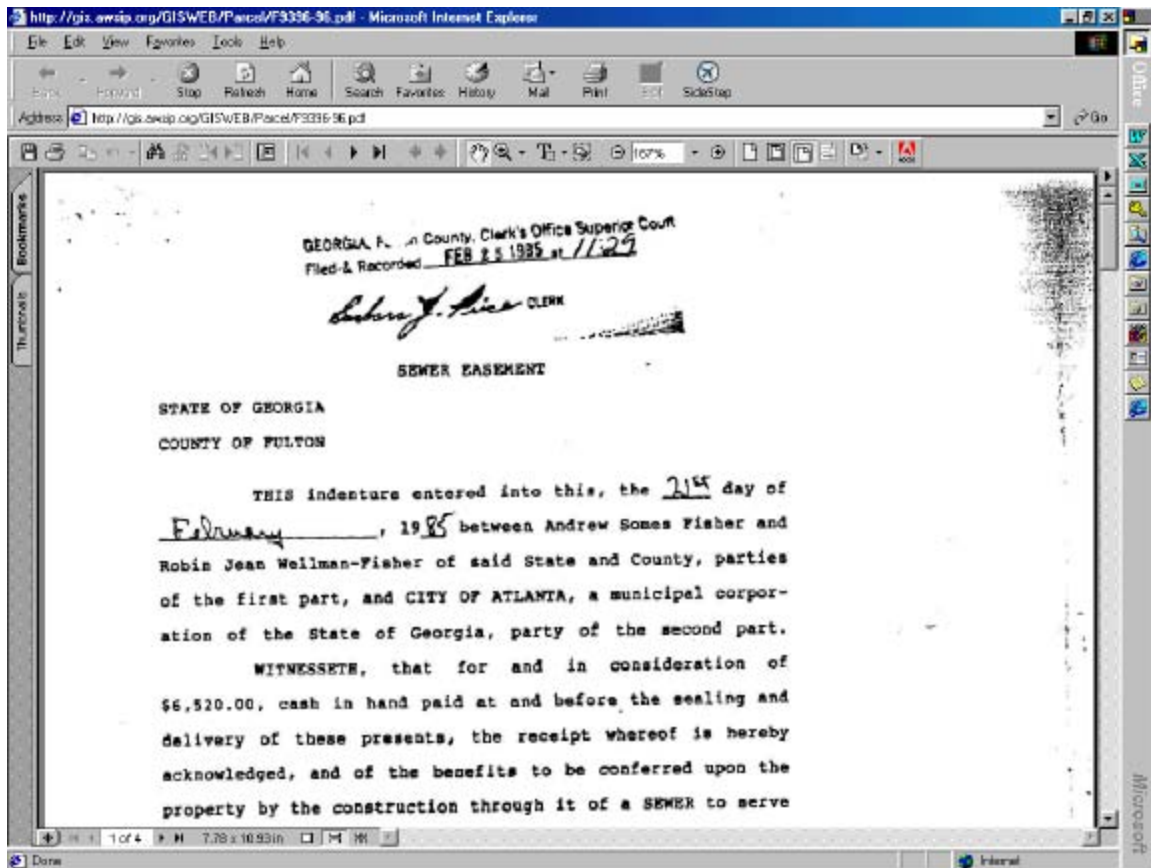 http://gis.awsip.org/GISWEB/Parcel/F9396-96.pdf - Microsoft Internet Explorer
File Edit View Favorites Tools Help
Back Forward Stop Refresh Home Search Favorites History Mail Print Edit SideStep
Address http://gis.awsip.org/GISWEB/Parcel/F9396-96.pdf Go
167%
Bookmarks
Thumbnails
Office
GEORGIA, County, Clerk's Office Superior Court
Filed & Recorded FEB 25 1985 at 11:29
CLERK
SEWER EASEMENT
STATE OF GEORGIA
COUNTY OF FULTON
THIS indenture entered into this, the 21st day of
February, 1985 between Andrew Somes Fisher and
Robin Jean Wellman-Fisher of said State and County, parties
of the first part, and CITY OF ATLANTA, a municipal corpor-
ation of the State of Georgia, party of the second part.
WITNESSETH, that for and in consideration of
$6,520.00, cash in hand paid at and before the sealing and
delivery of these presents, the receipt whereof is hereby
acknowledged, and of the benefits to be conferred upon the
property by the construction through it of a SEWER to serve
1 of 4 7.78 x 10.93 in
Done Internet
Microsoft